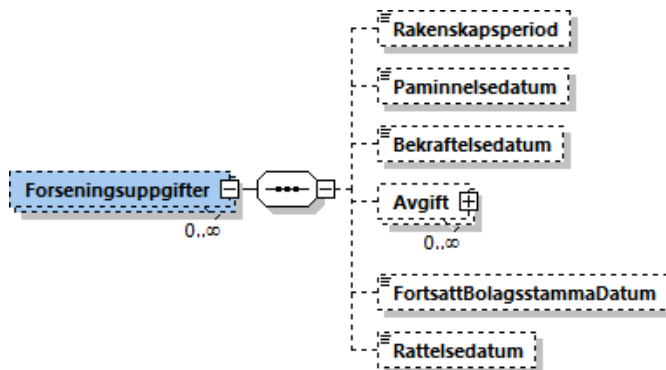 Rakenskapsperiod
Paminnelsedatum
Bekraftelsedatum
Forseningsuppgifter
0..∞
Avgift
0..∞
FortsattBolagsstammaDatum
Rattelsedatum